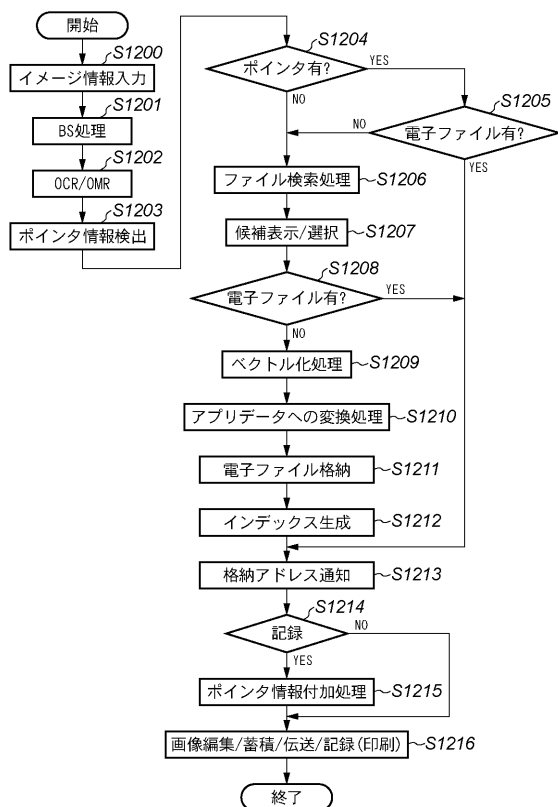 開始
S1200
イメージ情報入力
S1201
BS処理
S1202
OCR/OMR
S1203
ポインタ情報検出
S1204
ポインタ有?
YES
NO
S1205
電子ファイル有?
NO
YES
ファイル検索処理
S1206
候補表示/選択
S1207
S1208
電子ファイル有?
YES
NO
ベクトル化処理
S1209
アプリデータへの変換処理
S1210
電子ファイル格納
S1211
インデックス生成
S1212
格納アドレス通知
S1213
S1214
記録
NO
YES
ポインタ情報付加処理
S1215
画像編集/蓄積/伝送/記録(印刷)
S1216
終了